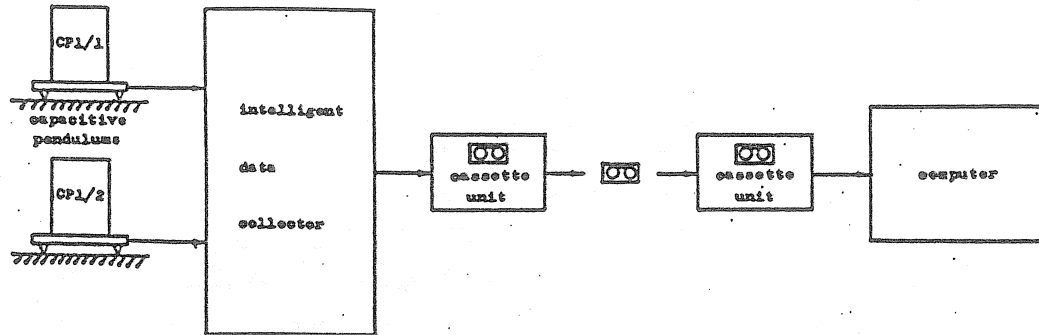 CP1/1
capacitive
pendulums
CP1/2
intelligent
data
collector
cassette
unit
cassette
unit
computer